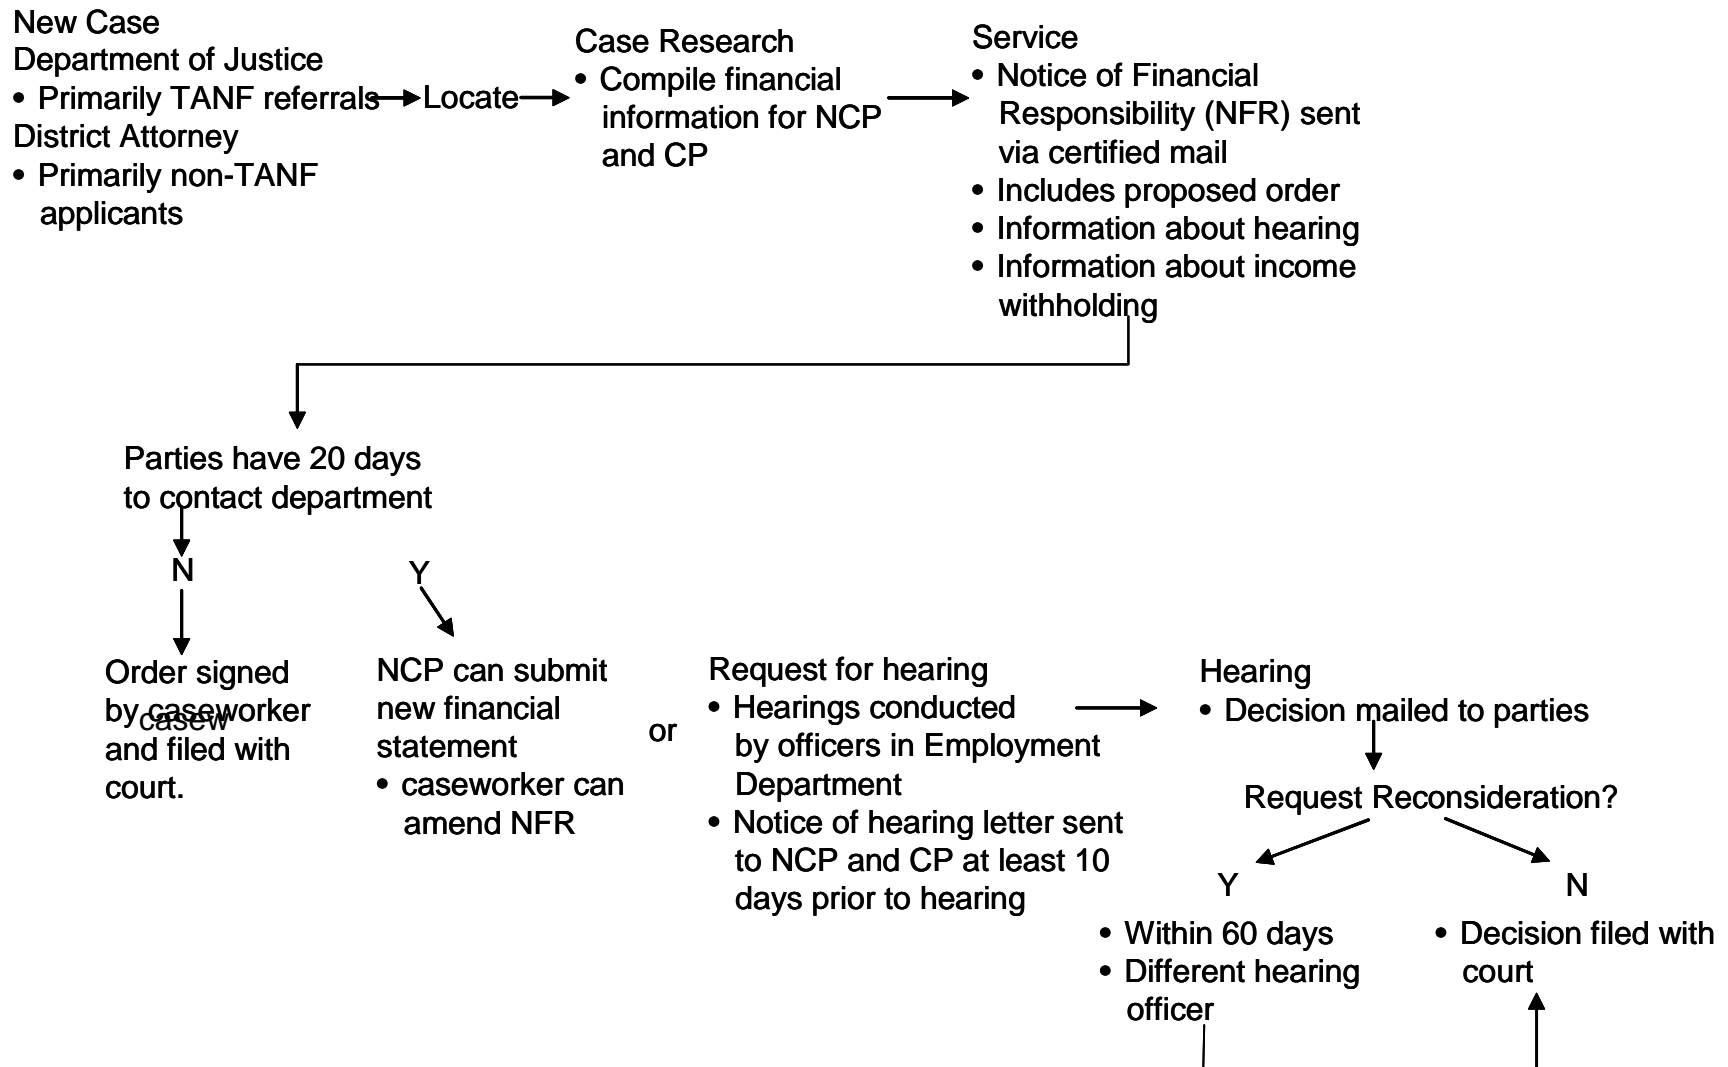 New Case
Department of Justice
• Primarily TANF referrals
District Attorney
• Primarily non-TANF
applicants
Locate
Case Research
• Compile financial
information for NCP
and CP
Service
• Notice of Financial
Responsibility (NFR) sent
via certified mail
• Includes proposed order
• Information about hearing
• Information about income
withholding
Parties have 20 days
to contact department
N
Y
Order signed
by caseworker
casew
and filed with
court.
NCP can submit
new financial
statement
• caseworker can
amend NFR
or
Request for hearing
• Hearings conducted
by officers in Employment
Department
• Notice of hearing letter sent
to NCP and CP at least 10
days prior to hearing
Hearing
• Decision mailed to parties
Request Reconsideration?
Y
N
• Within 60 days
• Different hearing
officer
• Decision filed with
court